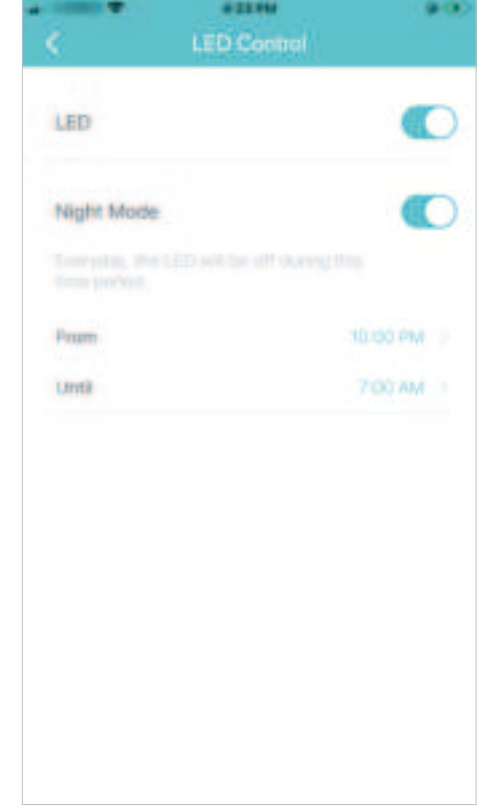 LED Control
LED
Night Mode
Everyday, the LED will be off during this
time period.
From
10:00 PM
Until
7:00 AM